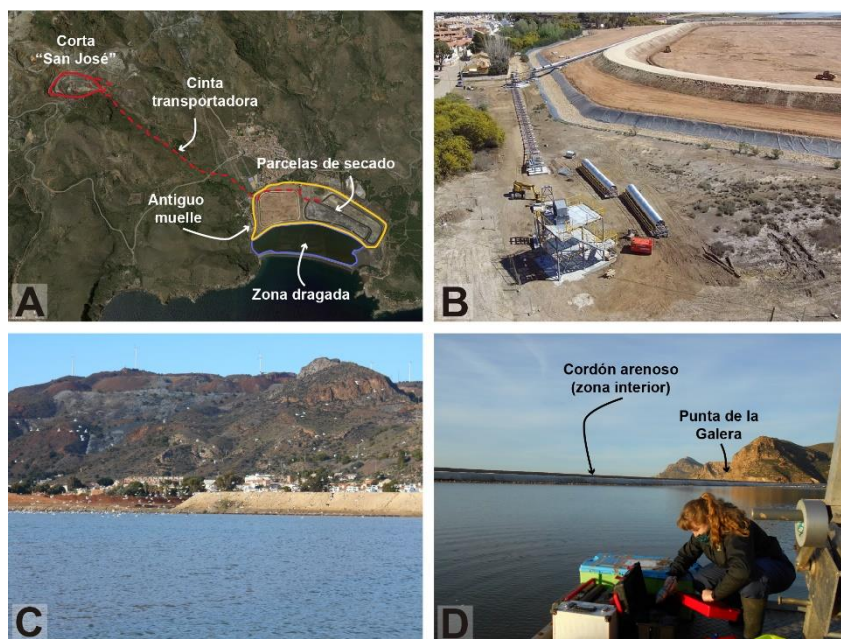 Corta
“San José”
Cinta
transportadora
Parcelas de secado
Antiguo
muelle
Zona dragada
A
B
C
Cordón arenoso
(zona interior)
Punta de la
Galera
D